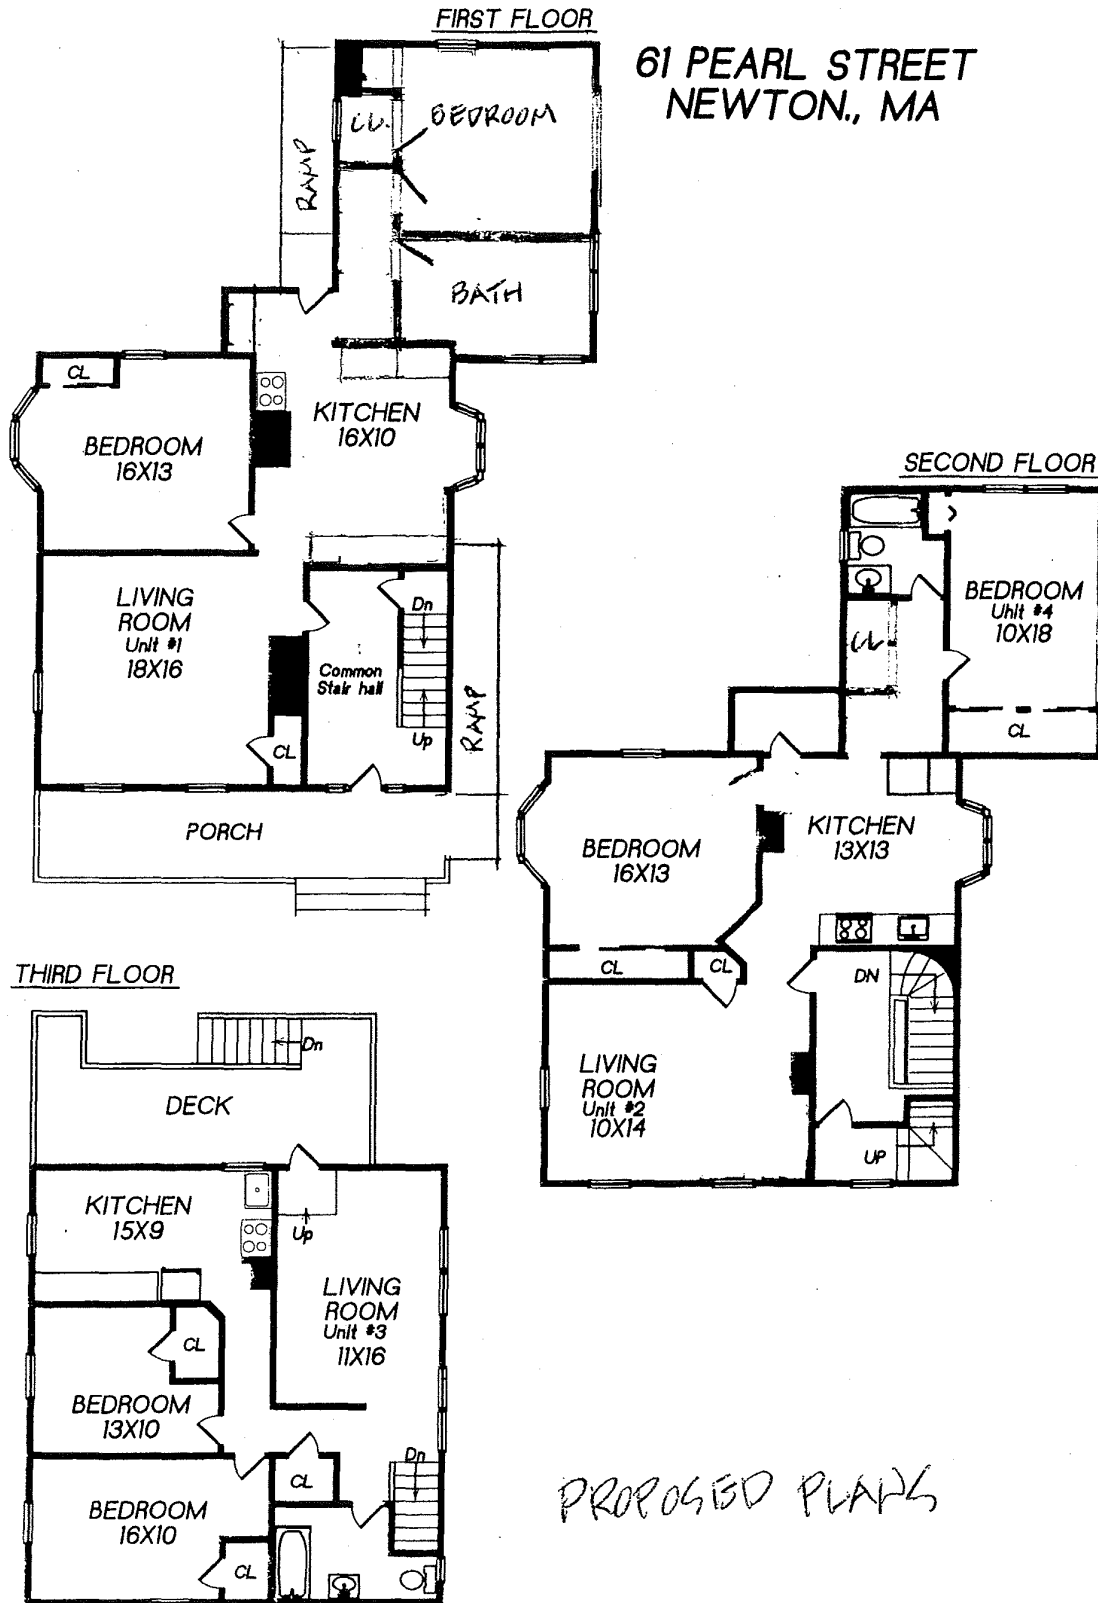 FIRST FLOOR
61 PEARL STREET
NEWTON., MA
RAMP
CL.
BEDROOM
BATH
CL
BEDROOM
16X13
KITCHEN
16X10
LIVING
ROOM
Unit #1
18X16
Common
Stair hall
Dn
Up
CL
RAMP
PORCH
SECOND FLOOR
BEDROOM
Unit #4
10X18
CL
CL
BEDROOM
16X13
KITCHEN
13X13
CL
CL
DN
LIVING
ROOM
Unit #2
10X14
UP
THIRD FLOOR
Dn
DECK
KITCHEN
15X9
Up
LIVING
ROOM
Unit #3
11X16
CL
BEDROOM
13X10
Dn
CL
BEDROOM
16X10
CL
PROPOSED PLANS